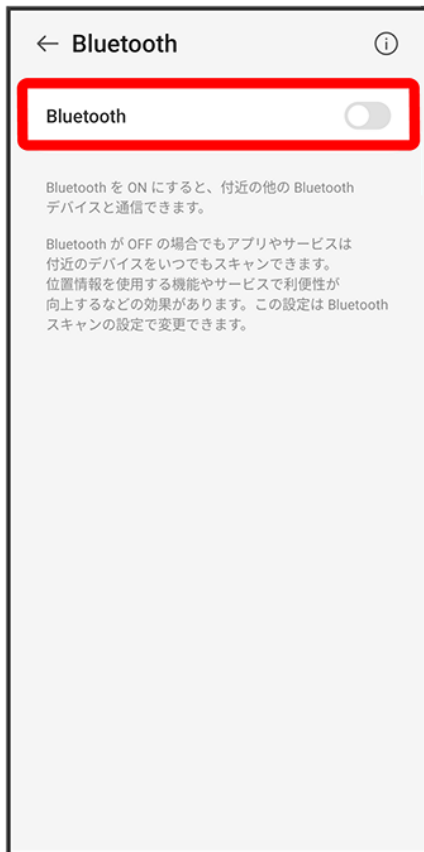 Bluetooth
Bluetooth
Bluetooth を ON にすると、付近の他の Bluetooth
デバイスと通信できます。
Bluetooth が OFF の場合でもアプリやサービスは
付近のデバイスをいつでもスキャンできます。
位置情報を使用する機能やサービスで利便性が
向上するなどの効果があります。この設定は Bluetooth
スキャンの設定で変更できます。